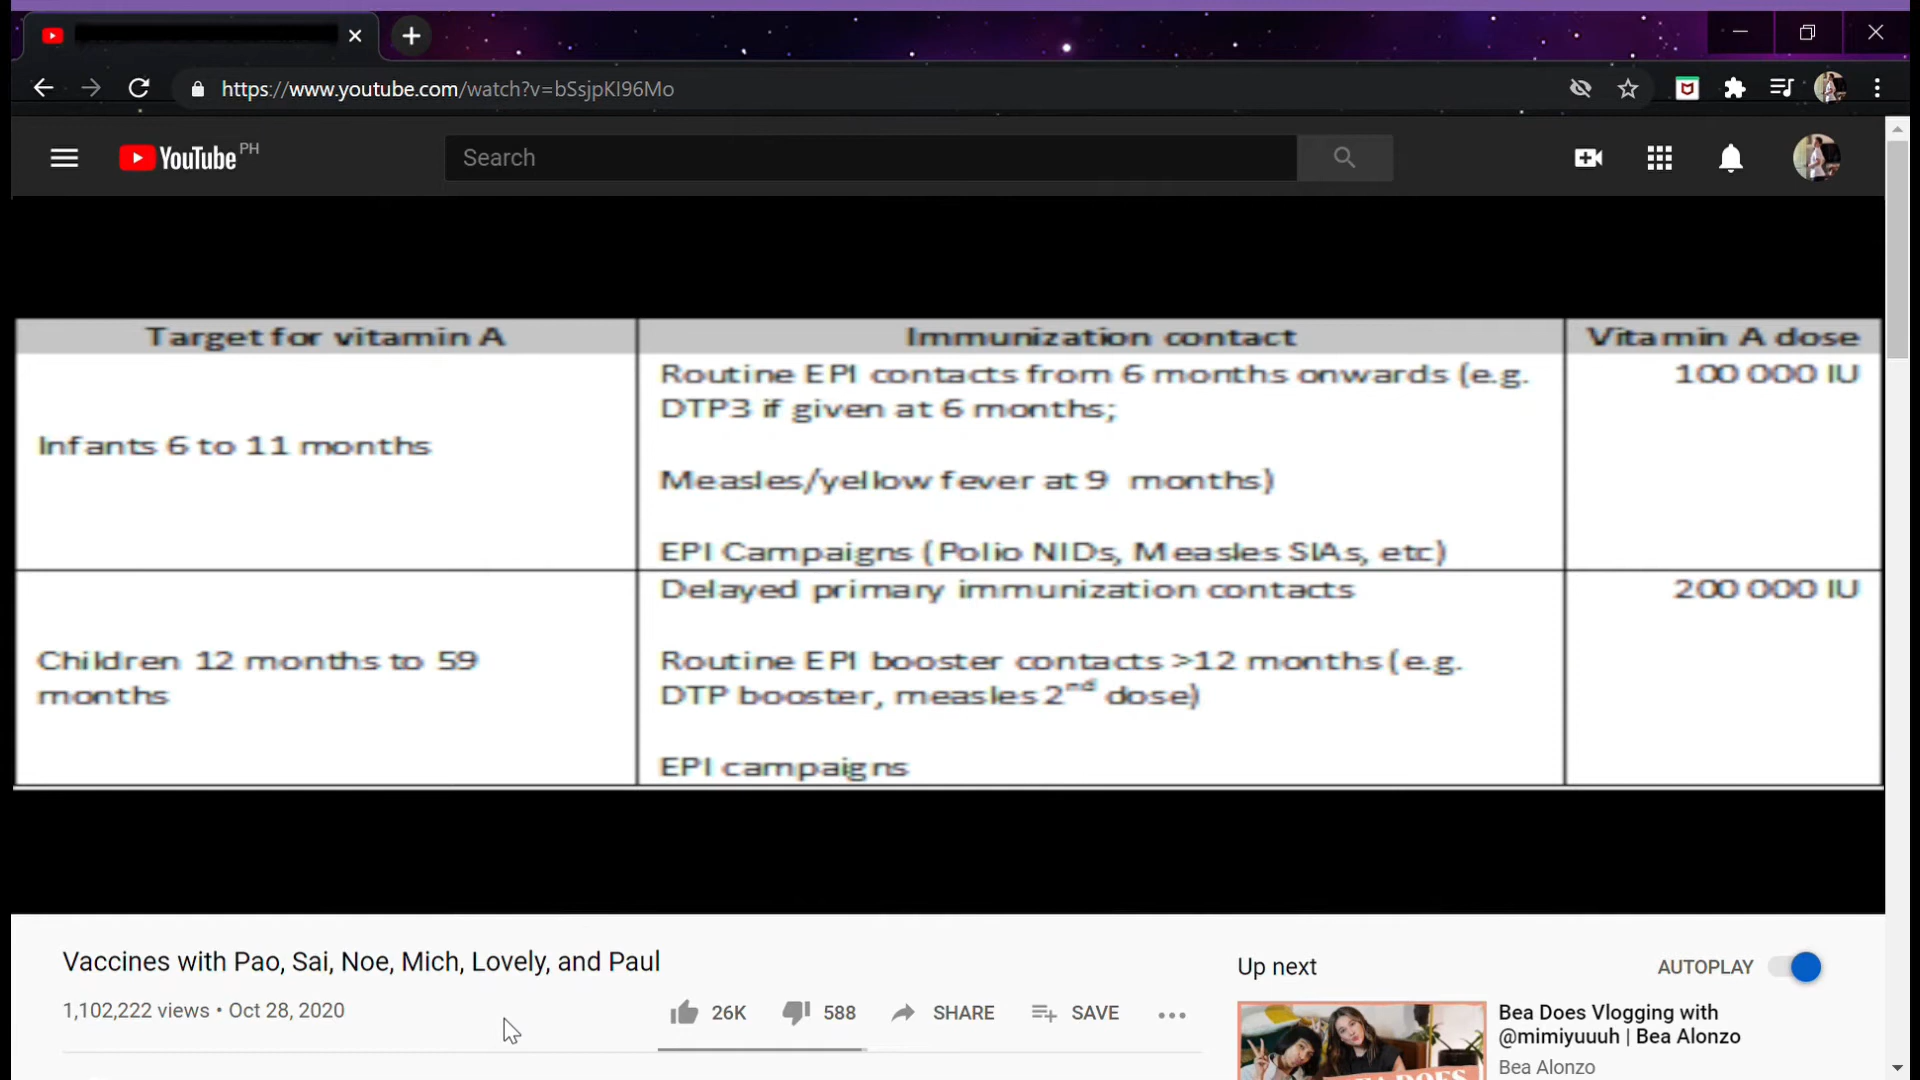 https://www.youtube.com/watch?v=bSsjpKI96Mo
YouTube PH
Search
Target for vitamin A
Immunization contact
Vitamin A dose
Infants 6 to 11 months
Routine EPI contacts from 6 months onwards (e.g.
DTP3 if given at 6 months;
Measles/yellow fever at 9 months)
EPI Campaigns (Polio NIDs, Measles SIAs, etc)
100 000 IU
Children 12 months to 59
months
Delayed primary immunization contacts
Routine EPI booster contacts >12 months (e.g.
DTP booster, measles 2nd dose)
EPI campaigns
200 000 IU
Vaccines with Pao, Sai, Noe, Mich, Lovely, and Paul
1,102,222 views • Oct 28, 2020
26K
588
SHARE
SAVE
Up next
AUTOPLAY
Bea Does Vlogging with
@mimiyuuuh | Bea Alonzo
Bea Alonzo